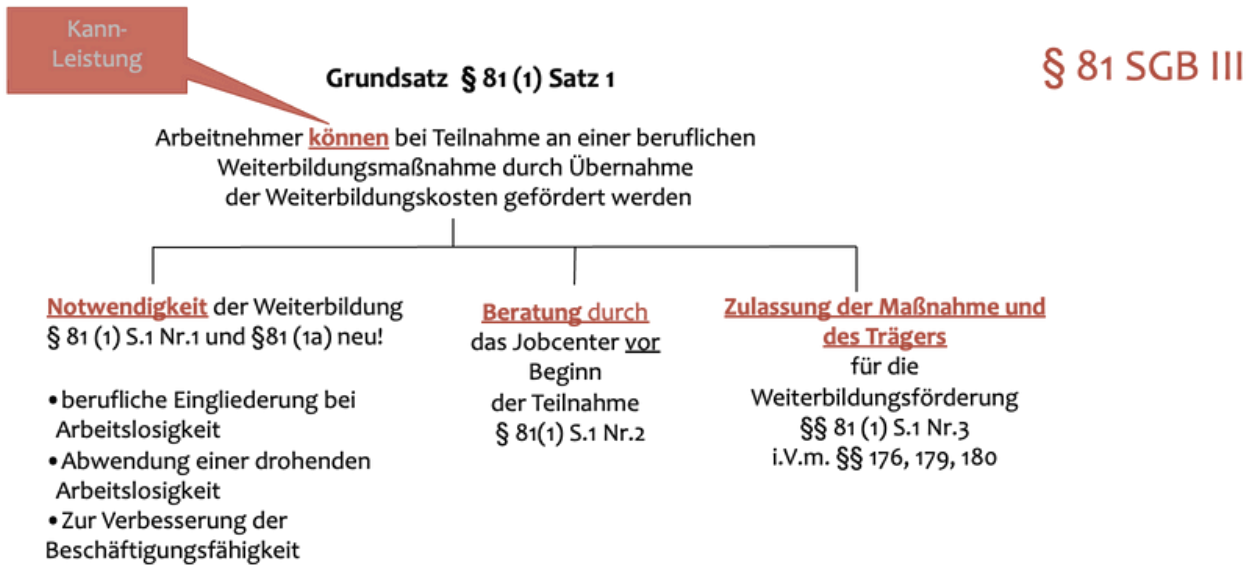 Kann-
Leistung
§ 81 SGB III
Grundsatz § 81 (1) Satz 1
Arbeitnehmer können bei Teilnahme an einer beruflichen
Weiterbildungsmaßnahme durch Übernahme
der Weiterbildungskosten gefördert werden
Notwendigkeit der Weiterbildung
§ 81 (1) S.1 Nr.1 und §81 (1a) neu!
•berufliche Eingliederung bei
Arbeitslosigkeit
•Abwendung einer drohenden
Arbeitslosigkeit
•Zur Verbesserung der
Beschäftigungsfähigkeit
Beratung durch
das Jobcenter vor
Beginn
der Teilnahme
§ 81(1) S.1 Nr.2
Zulassung der Maßnahme und
des Trägers
für die
Weiterbildungsförderung
§§ 81 (1) S.1 Nr.3
i.V.m. §§ 176, 179, 180